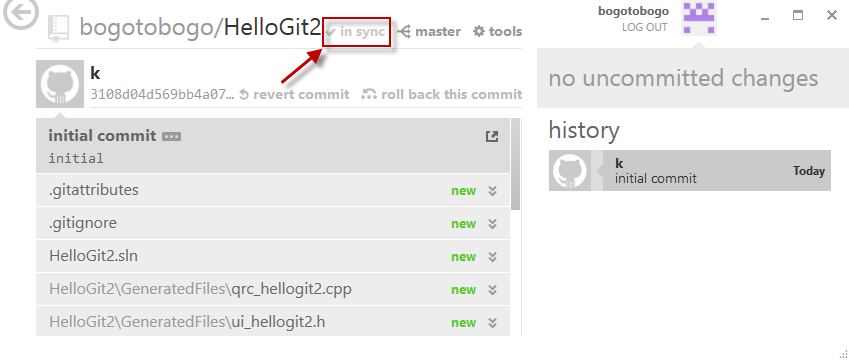 bogotobogo/HelloGit2 in sync master tools
k
3108d04d569bb4a07... revert commit roll back this commit
initial commit
initial
.gitattributes new
.gitignore new
HelloGit2.sln new
HelloGit2\GeneratedFiles\qrc_hellogit2.cpp new
HelloGit2\GeneratedFiles\ui_hellogit2.h new
bogotobogo
LOG OUT
no uncommitted changes
history
k
initial commit Today